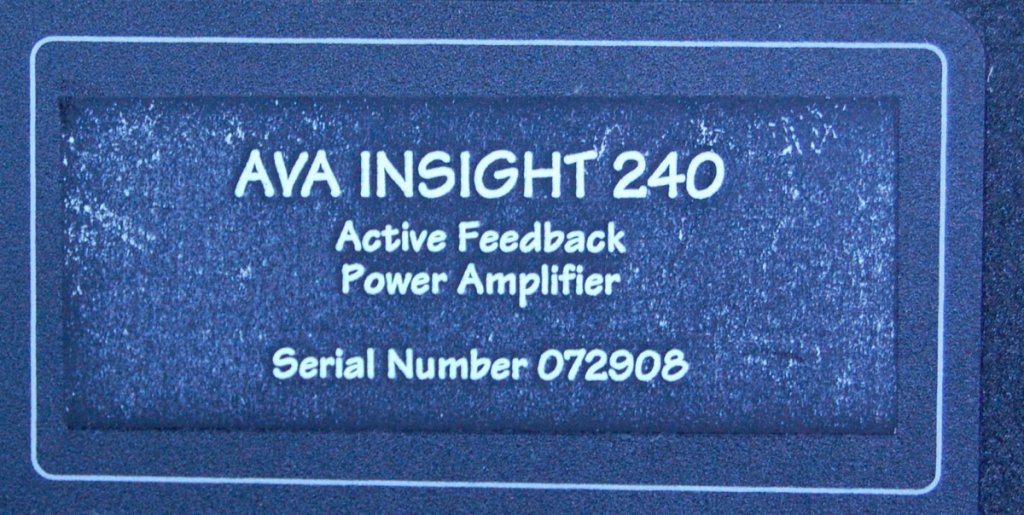 AVA INSIGHT 240
Active Feedback
Power Amplifier
Serial Number 072908